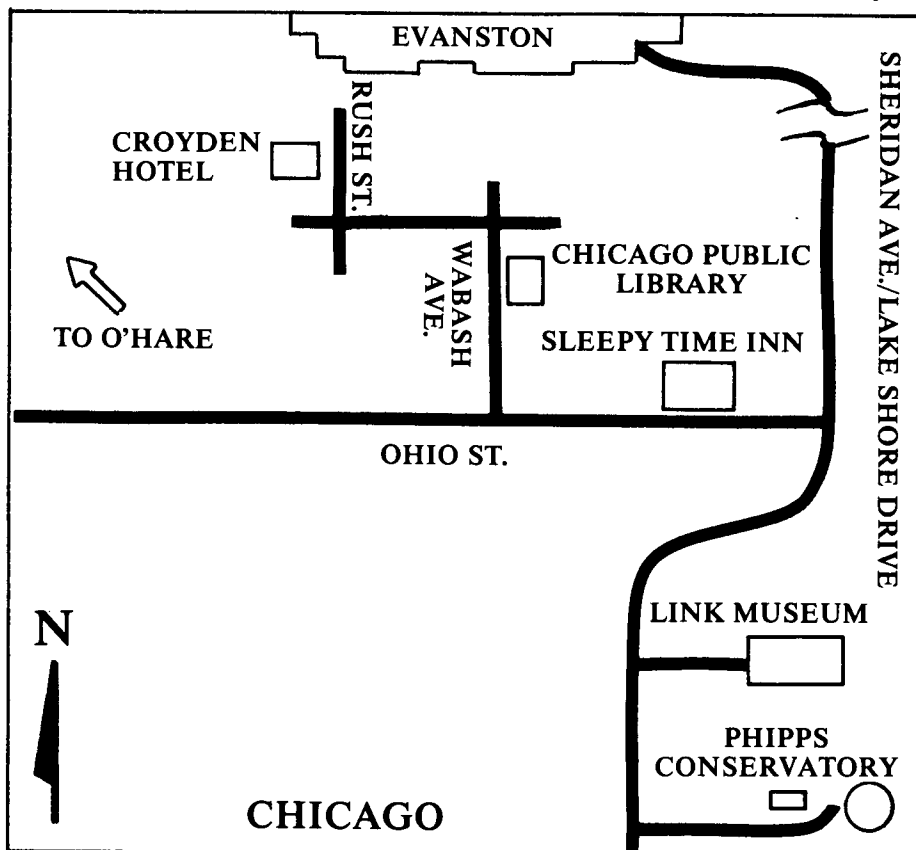 EVANSTON
SHERIDAN AVE./LAKE SHORE DRIVE
RUSH ST.
CROYDEN
HOTEL
WABASH
AVE.
CHICAGO PUBLIC
LIBRARY
TO O'HARE
SLEEPY TIME INN
OHIO ST.
N
LINK MUSEUM
PHIPPS
CONSERVATORY
CHICAGO